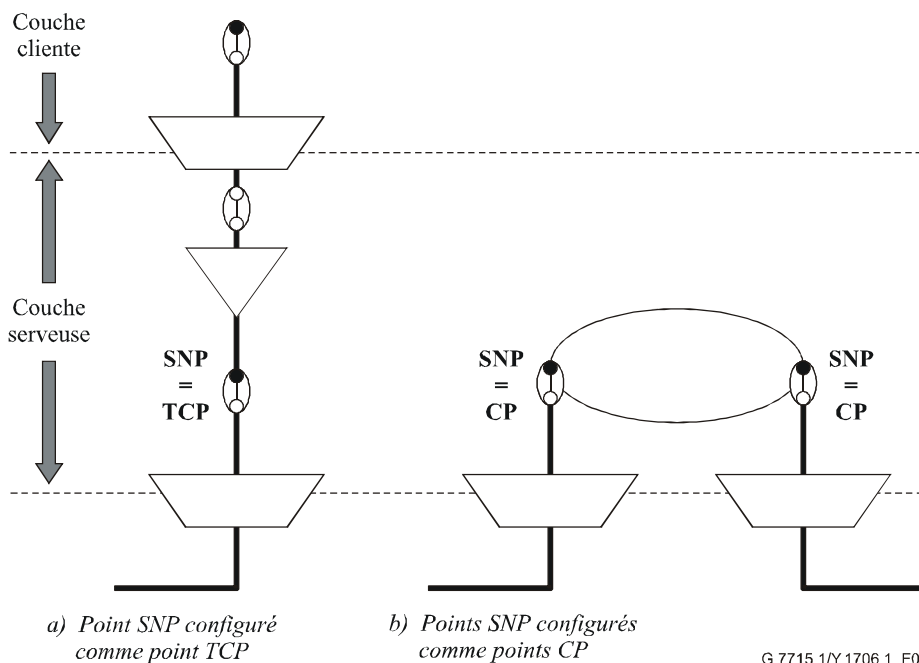 Couche
cliente
Couche
serveuse
SNP
=
TCP
SNP
=
CP
SNP
=
CP
a) Point SNP configuré
comme point TCP
b) Points SNP configurés
comme points CP
G.7715.1/Y.1706.1_F0